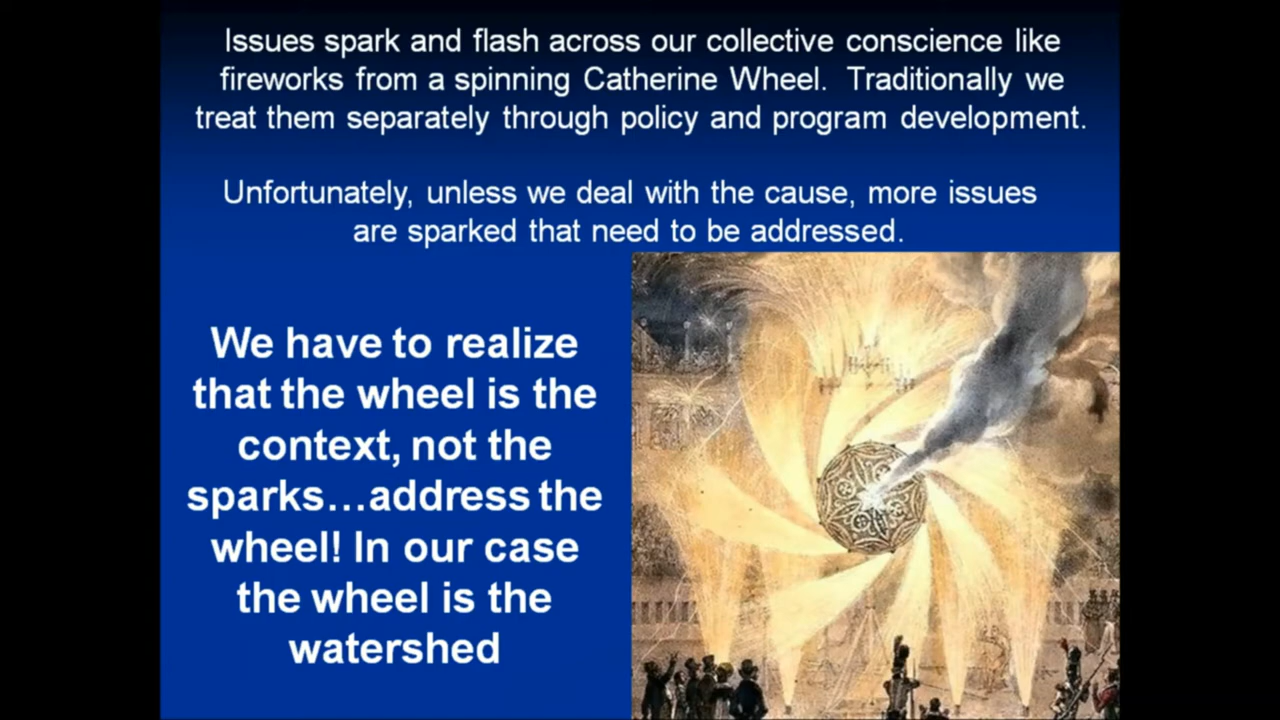 Issues spark and flash across our collective conscience like
fireworks from a spinning Catherine Wheel. Traditionally we
treat them separately through policy and program development.
Unfortunately, unless we deal with the cause, more issues
are sparked that need to be addressed.
We have to realize
that the wheel is the
context, not the
sparks...address the
wheel! In our case
the wheel is the
watershed